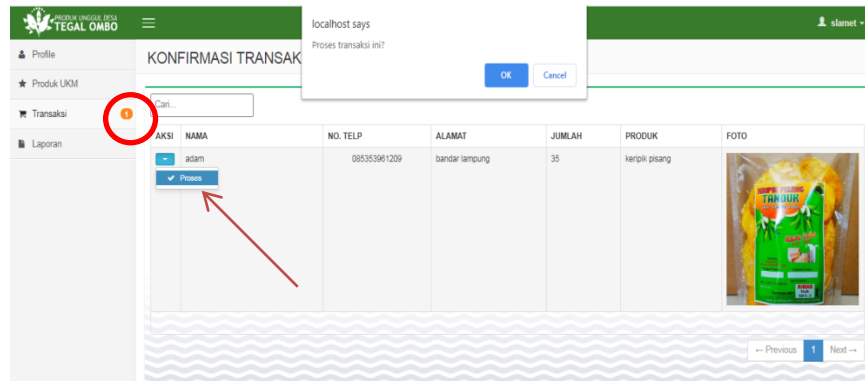 PRODUK UNGGUL DESA
TEGAL OMBO
slamet
localhost says
Proses transaksi ini?
OK
Cancel
Profile
Produk UKM
Transaksi
1
Laporan
KONFIRMASI TRANSAK
Cari...
AKSI NAMA NO. TELP ALAMAT JUMLAH PRODUK FOTO
adam 085353961209 bandar lampung 35 keripik pisang
Proses
TANDUK
← Previous 1 Next →